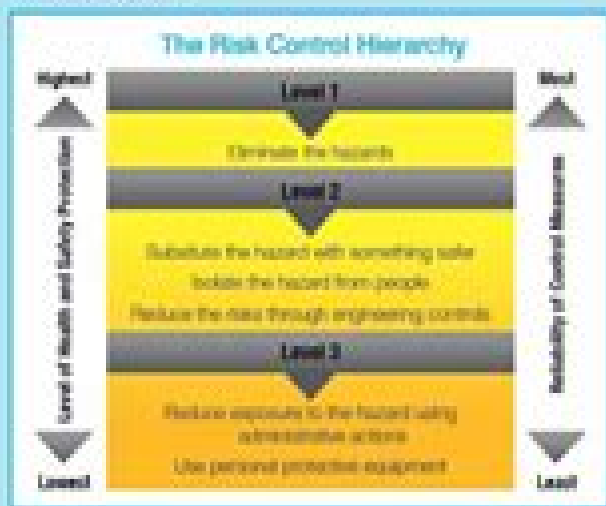 The Risk Control Hierarchy
Highest
Most
Level 1
Eliminate the hazards
Level 2
Substitute the hazard with something safer
Isolate the hazard from people
Reduce the risks through engineering controls
Level 3
Reduce exposure to the hazard using
administrative actions
Use personal protective equipment
Level of Health and Safety Protection
Reliability of Control Measures
Lowest
Least